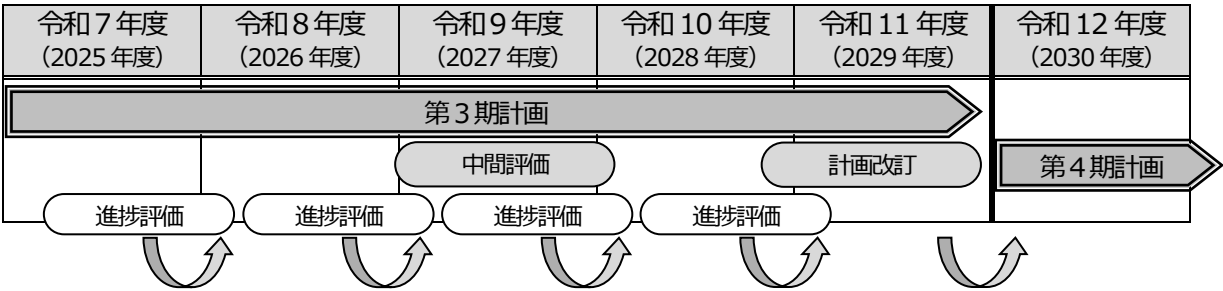 令和７年度
（2025 年度）
令和８年度
（2026 年度）
令和９年度
（2027 年度）
令和 10 年度
（2028 年度）
令和 11 年度
（2029 年度）
令和 12 年度
（2030 年度）
第３期計画
中間評価
計画改訂
第４期計画
進捗評価
進捗評価
進捗評価
進捗評価